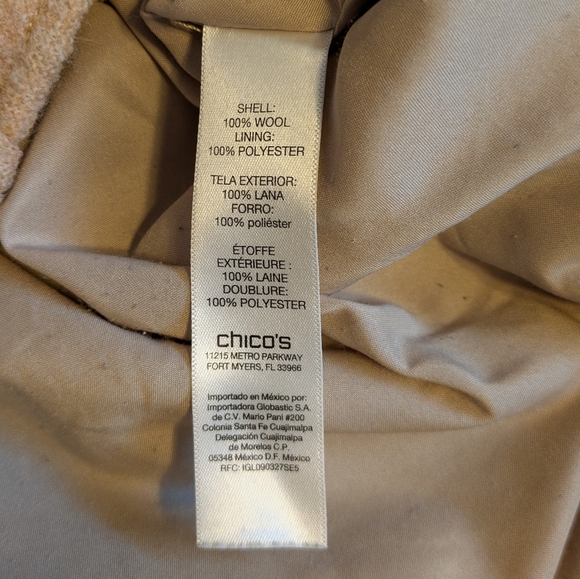 SHELL:
100% WOOL
LINING:
100% POLYESTER
TELA EXTERIOR:
100% LANA
FORRO:
100% poliéster
ÉTOFFE
EXTÉRIEURE :
100% LAINE
DOUBLURE:
100% POLYESTER
chico's
11215 METRO PARKWAY
FORT MYERS, FL 33966
Importado en México por:
Importadora Globastic S.A.
de C.V. Mario Pani #200
Colonia Santa Fe Cuajimalpa
Delegación Cuajimalpa
de Morelos C.P.
05348 México D.F. México
RFC: IGL090327SE5